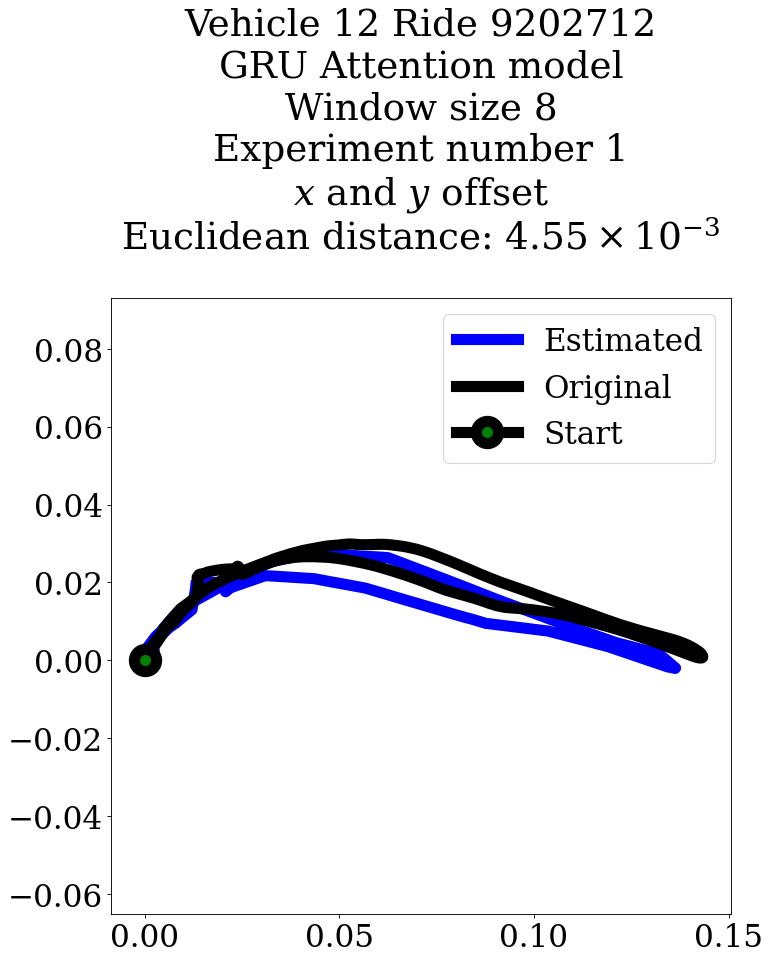 Vehicle 12 Ride 9202712
GRU Attention model
Window size 8
Experiment number 1
x and y offset
Euclidean distance: 4.55 × 10⁻³
Estimated
Original
Start
0.08
0.06
0.04
0.02
0.00
−0.02
−0.04
−0.06
0.00 0.05 0.10 0.15